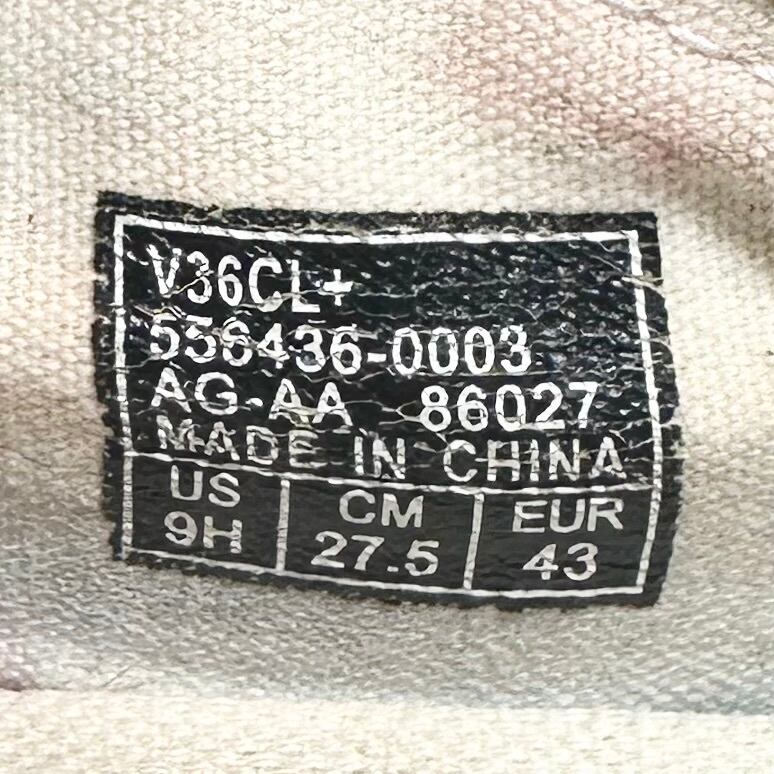 V36CL+
556436-0003
AG-AA 86027
MADE IN CHINA
US CM EUR
9H 27.5 43